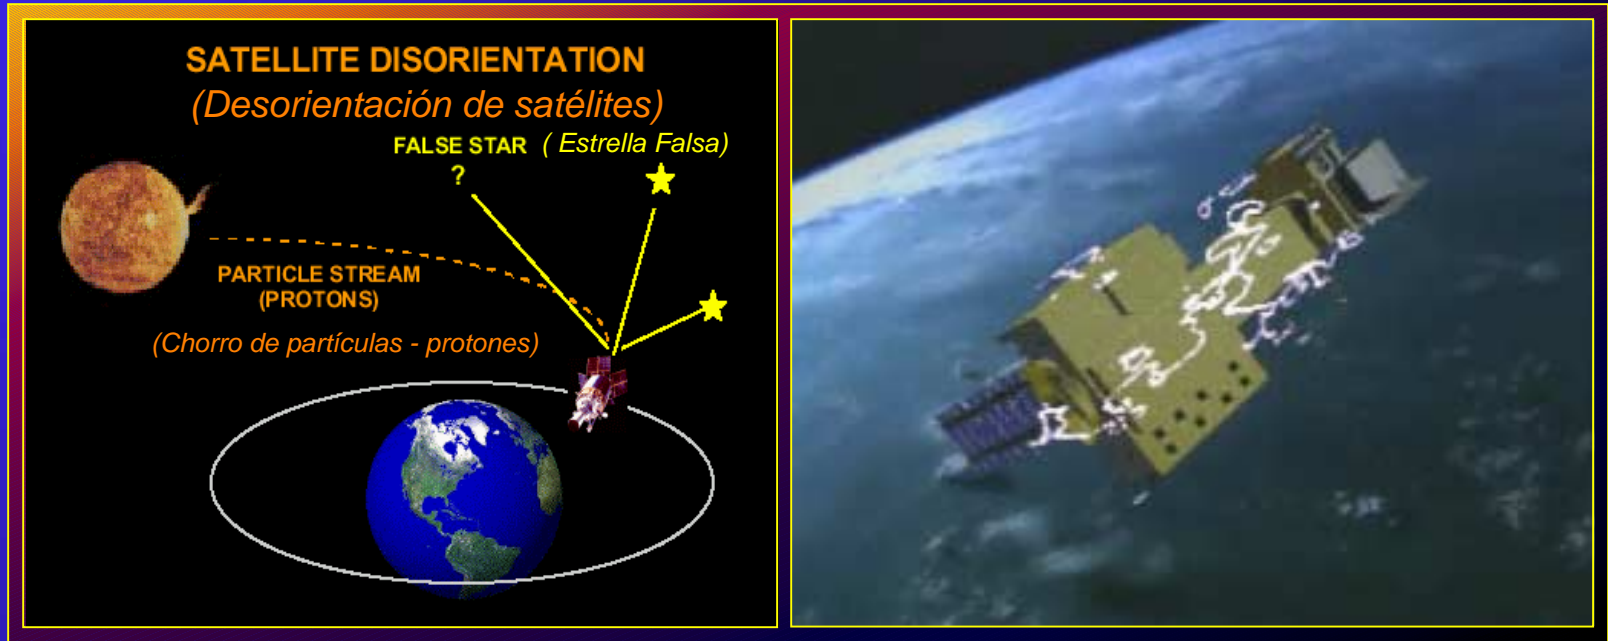 SATELLITE DISORIENTATION
(Desorientación de satélites)
FALSE STAR ( Estrella Falsa)
?
PARTICLE STREAM
(PROTONS)
(Chorro de partículas - protones)